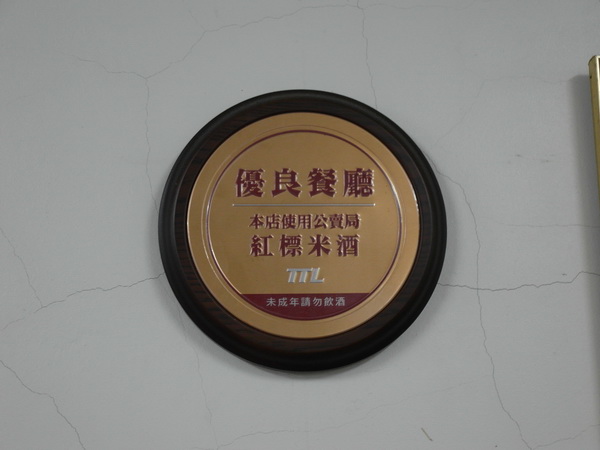 優良餐廳
本店使用公賣局
紅標米酒
TTL
未成年請勿飲酒